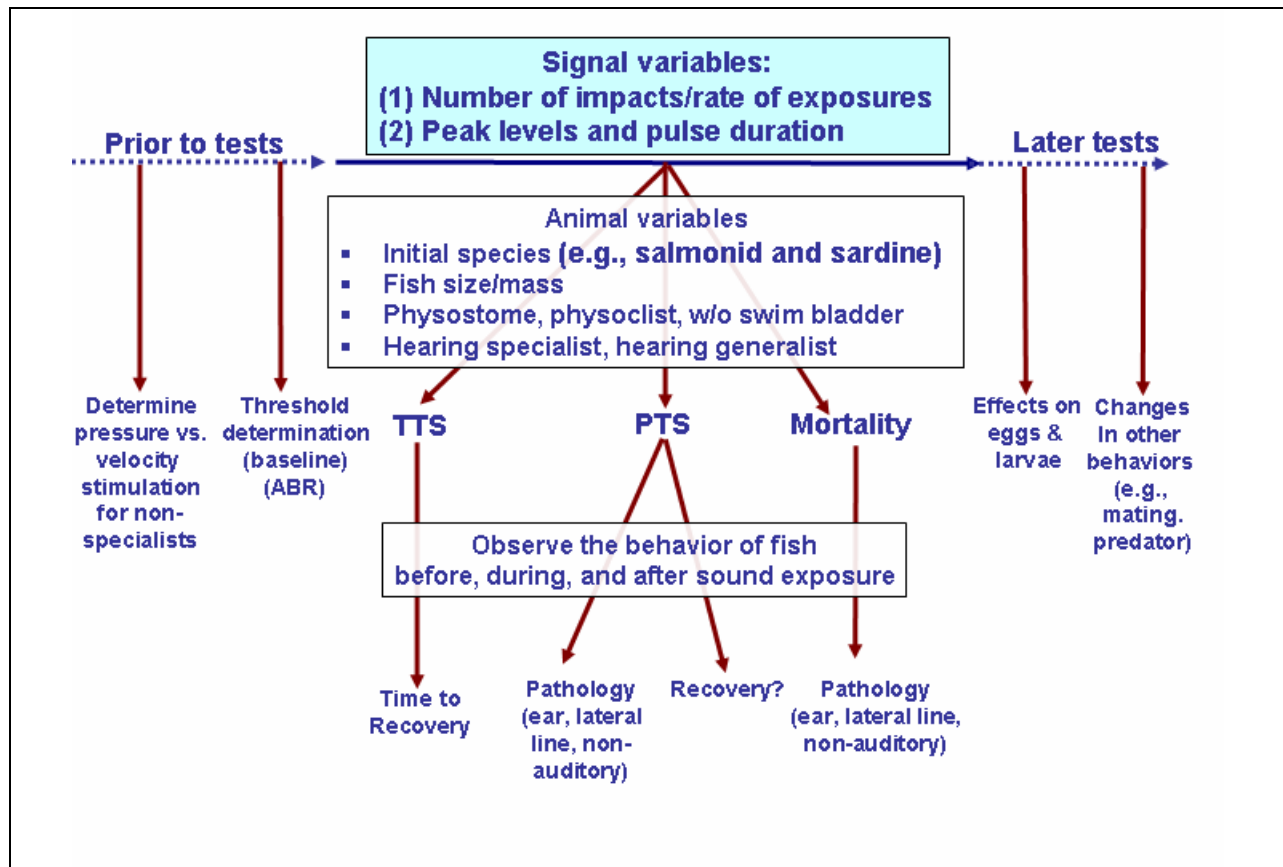 Signal variables:
(1) Number of impacts/rate of exposures
(2) Peak levels and pulse duration
Prior to tests
Later tests
Animal variables
▪ Initial species (e.g., salmonid and sardine)
▪ Fish size/mass
▪ Physostome, physoclist, w/o swim bladder
▪ Hearing specialist, hearing generalist
Determine
pressure vs.
velocity
stimulation
for non-
specialists
Threshold
determination
(baseline)
(ABR)
TTS
PTS
Mortality
Effects on
eggs &
larvae
Changes
In other
behaviors
(e.g.,
mating.
predator)
Observe the behavior of fish
before, during, and after sound exposure
Time to
Recovery
Pathology
(ear, lateral
line, non-
auditory)
Recovery?
Pathology
(ear, lateral line,
non-auditory)